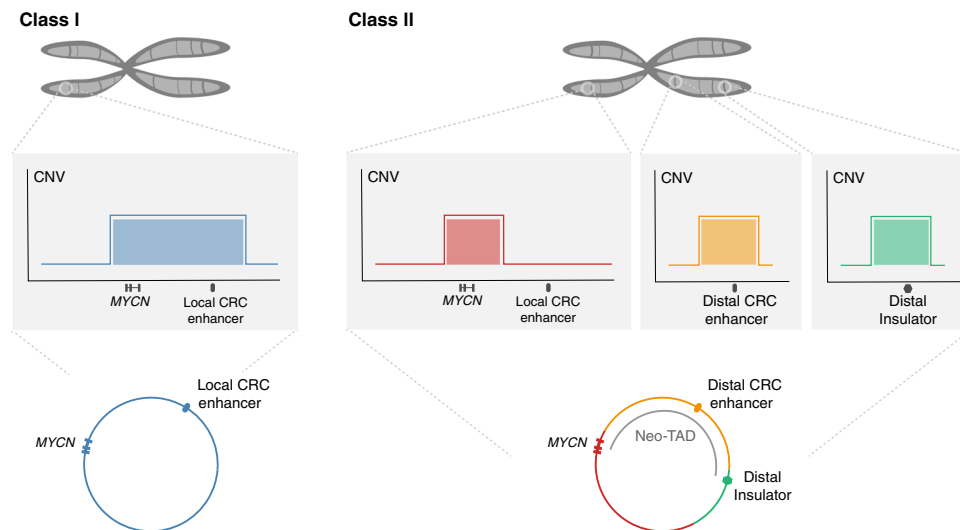 Class I
Class II
CNV
MYCN
Local CRC
enhancer
CNV
MYCN
Local CRC
enhancer
CNV
Distal CRC
enhancer
CNV
Distal
Insulator
Local CRC
enhancer
MYCN
Distal CRC
enhancer
Neo-TAD
MYCN
Distal
Insulator